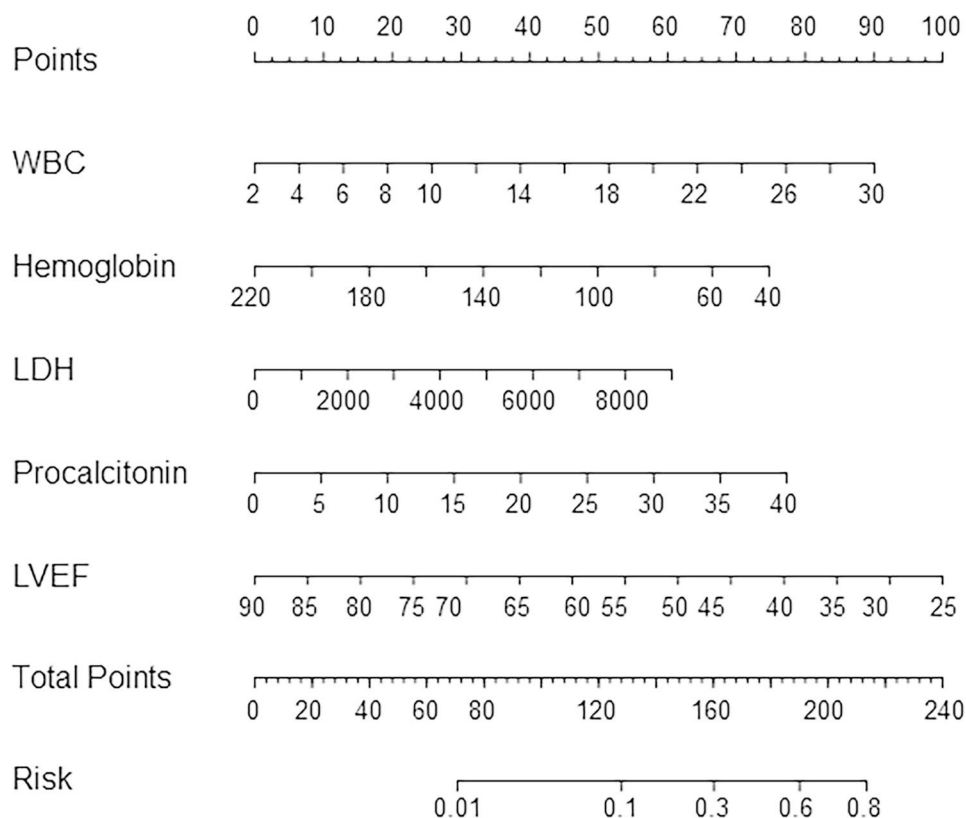 0 10 20 30 40 50 60 70 80 90 100
Points
WBC
2 4 6 8 10 14 18 22 26 30
Hemoglobin
220 180 140 100 60 40
LDH
0 2000 4000 6000 8000
Procalcitonin
0 5 10 15 20 25 30 35 40
LVEF
90 85 80 75 70 65 60 55 50 45 40 35 30 25
Total Points
0 20 40 60 80 120 160 200 240
Risk
0.01 0.1 0.3 0.6 0.8